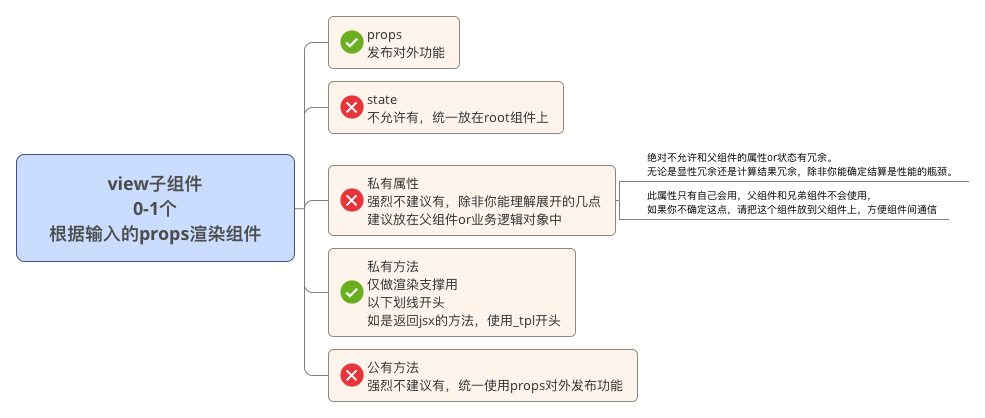 view子组件
0-1个
根据输入的props渲染组件
props
发布对外功能
state
不允许有，统一放在root组件上
私有属性
强烈不建议有，除非你能理解展开的几点
建议放在父组件or业务逻辑对象中
绝对不允许和父组件的属性or状态有冗余。
无论是显性冗余还是计算结果冗余，除非你能确定结算是性能的瓶颈。
此属性只有自己会用，父组件和兄弟组件不会使用，
如果你不确定这点，请把这个组件放到父组件上，方便组件间通信
私有方法
仅做渲染支撑用
以下划线开头
如是返回jsx的方法，使用_tpl开头
公有方法
强烈不建议有，统一使用props对外发布功能